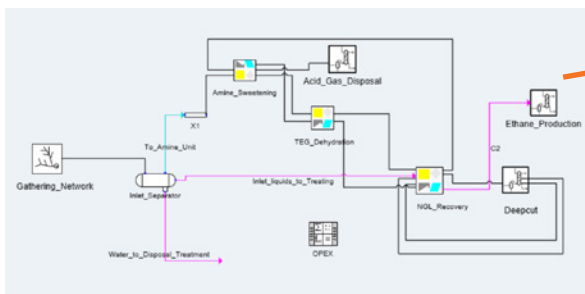 Acid_Gas_Disposal
Amine_Sweetening
Ethane_Production
X1
TEG_Dehydration
To_Amine_Unit
C2
Gathering_Network
Inlet_Separator
Inlet_liquids_to_Treating
NGL_Recovery
Deepcut
Water_to_Disposal_Treatment
OPEX